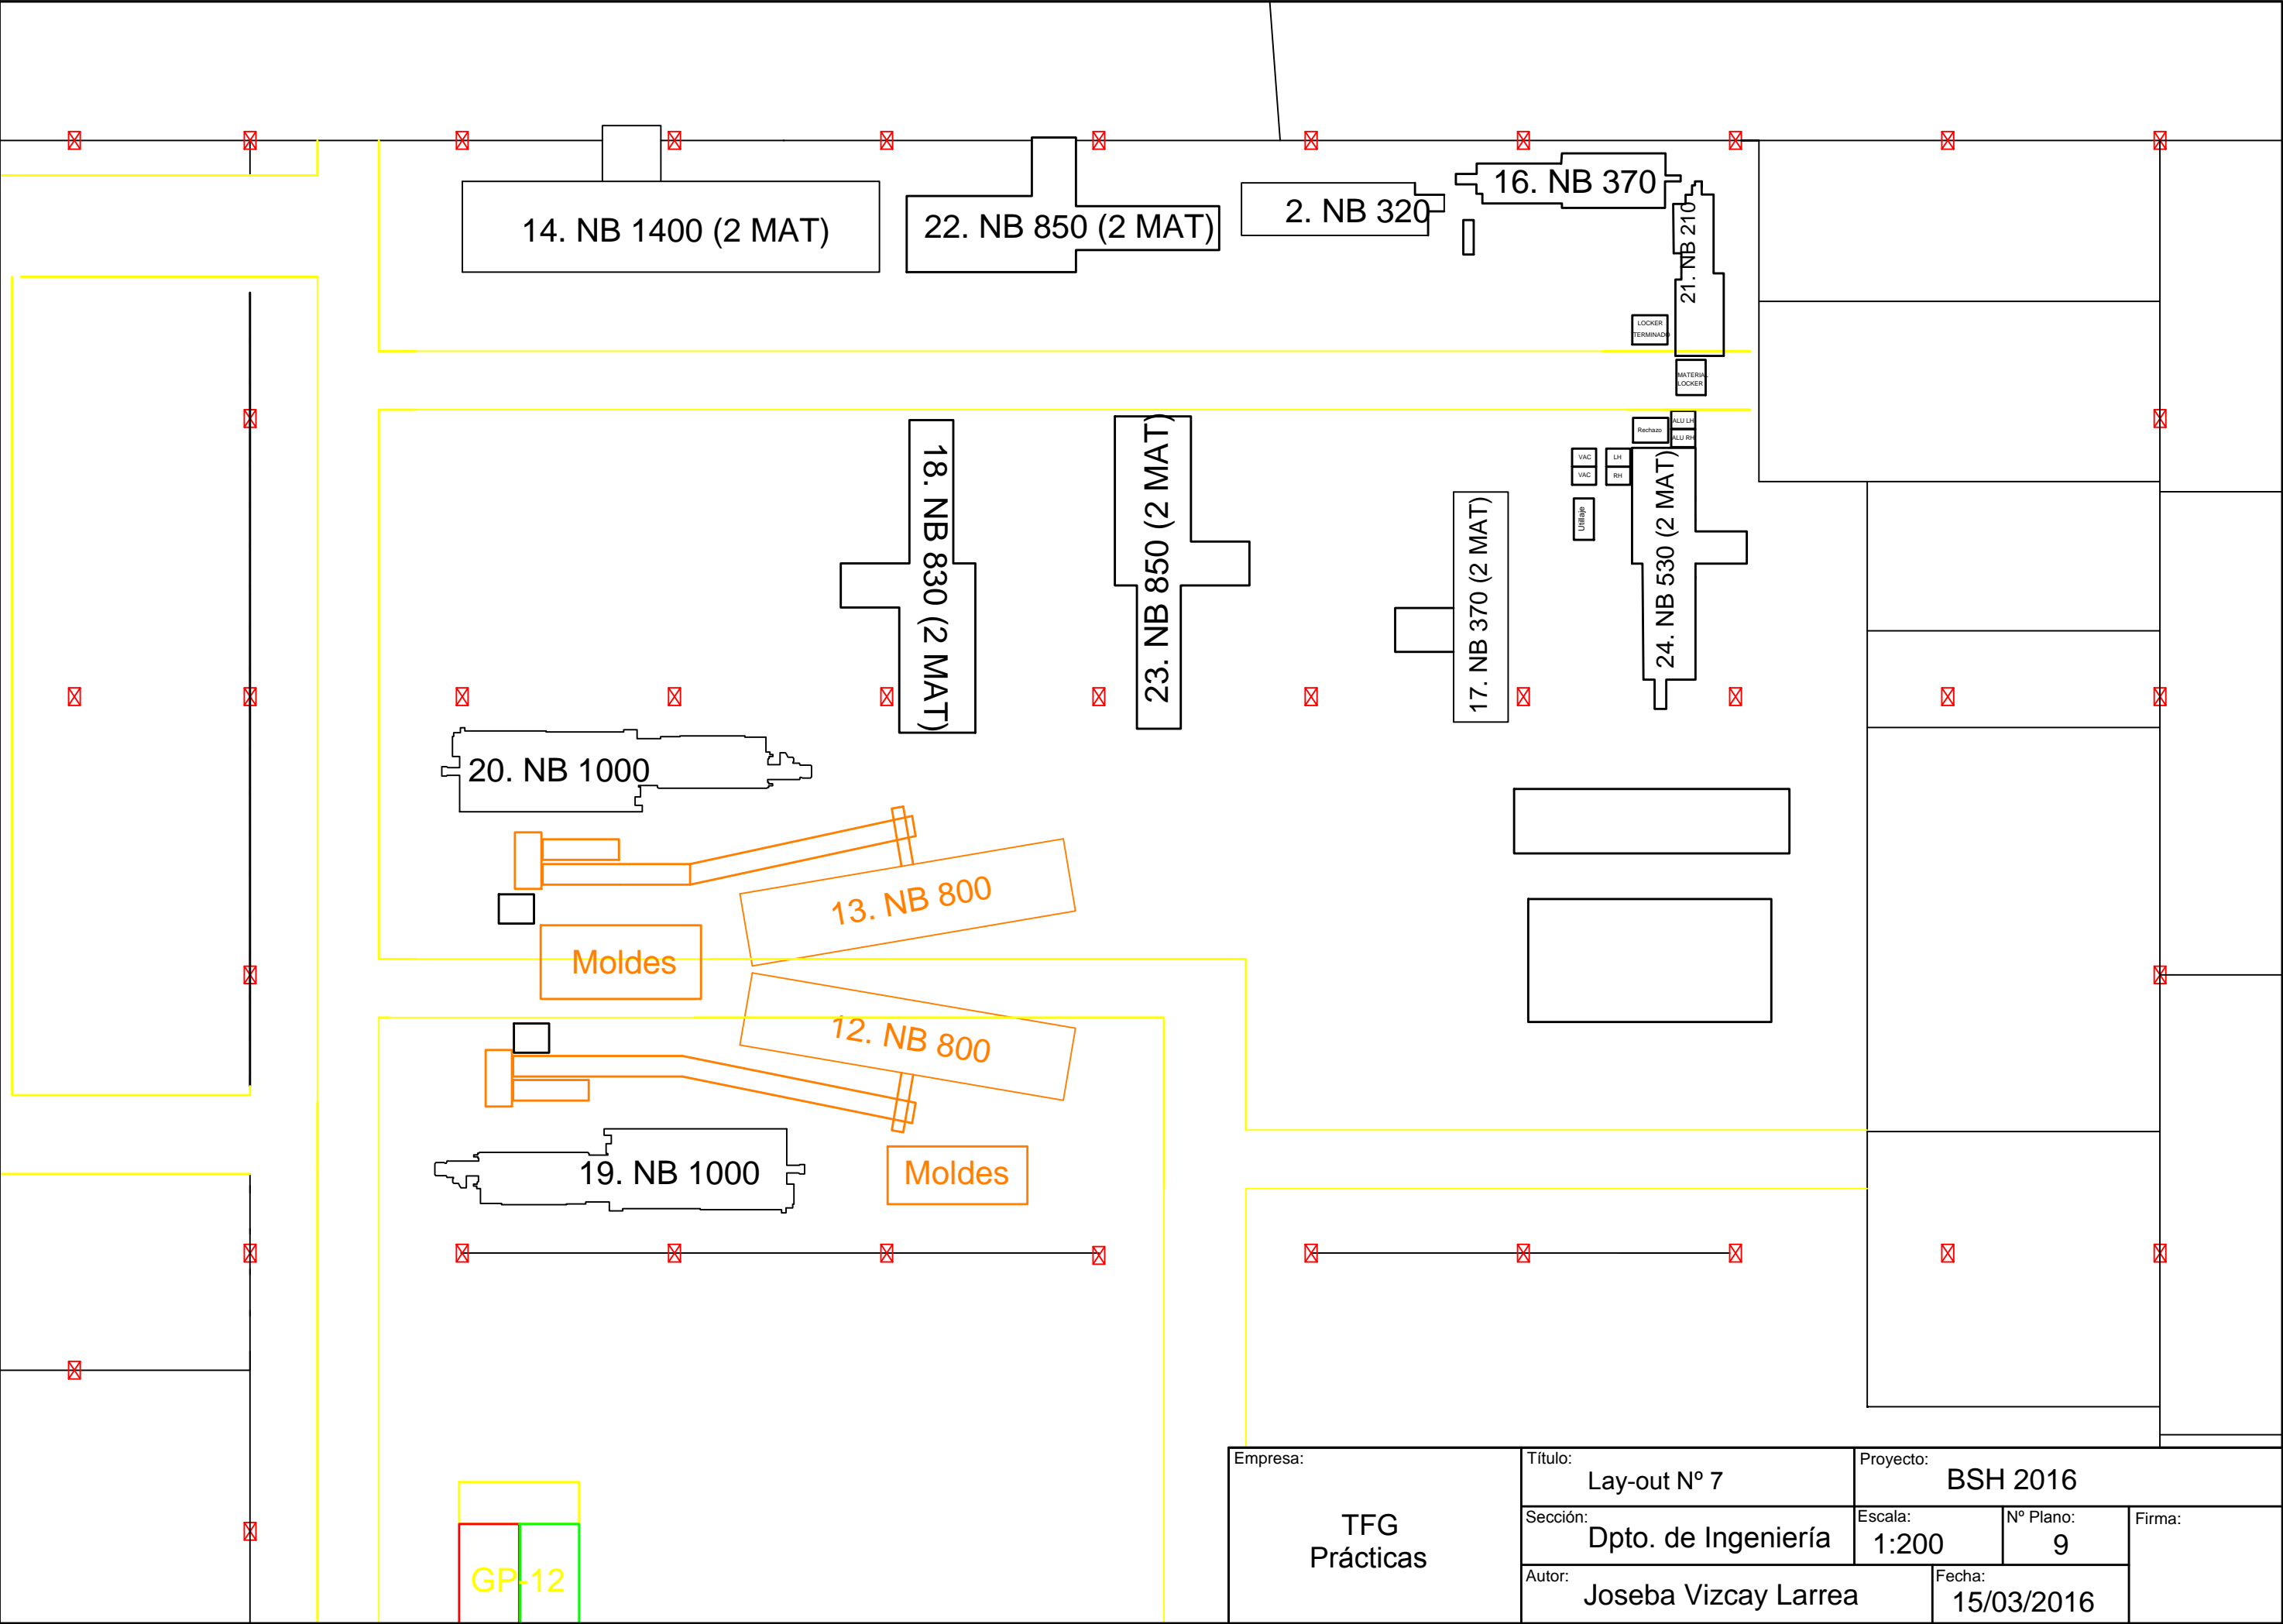 14. NB 1400 (2 MAT)
22. NB 850 (2 MAT)
2. NB 320
16. NB 370
21. NB 210
LOCKER
TERMINADO
MATERIAL
LOCKER
Rechazo
ALU LH
ALU RH
VAC
VAC
LH
RH
Utillaje
18. NB 830 (2 MAT)
23. NB 850 (2 MAT)
17. NB 370 (2 MAT)
24. NB 530 (2 MAT)
20. NB 1000
13. NB 800
Moldes
12. NB 800
19. NB 1000
Moldes
GP-12
Empresa:
TFG
Prácticas
Título:
Lay-out Nº 7
Proyecto:
BSH 2016
Sección:
Dpto. de Ingeniería
Escala:
1:200
Nº Plano:
9
Firma:
Autor:
Joseba Vizcay Larrea
Fecha:
15/03/2016